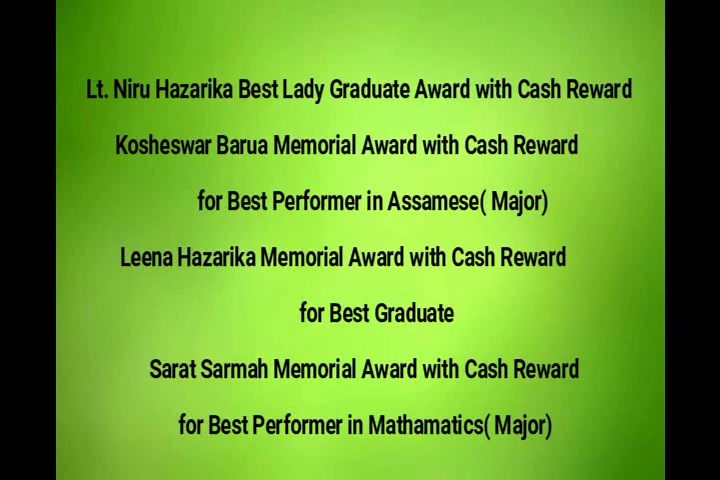 Lt. Niru Hazarika Best Lady Graduate Award with Cash Reward
Kosheswar Barua Memorial Award with Cash Reward
for Best Performer in Assamese( Major)
Leena Hazarika Memorial Award with Cash Reward
for Best Graduate
Sarat Sarmah Memorial Award with Cash Reward
for Best Performer in Mathamatics( Major)